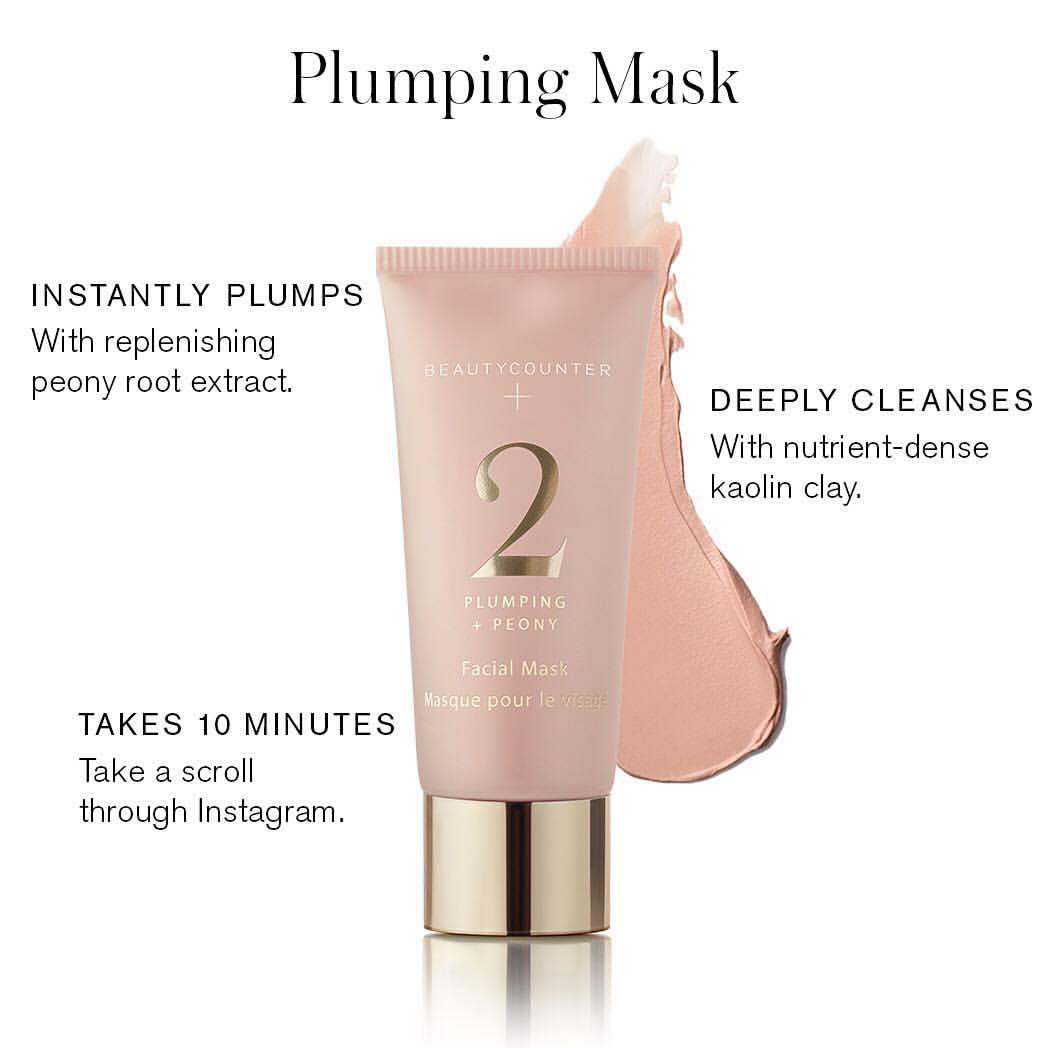 Plumping Mask
INSTANTLY PLUMPS
With replenishing
peony root extract.
BEAUTYCOUNTER
+
2
PLUMPING
+ PEONY
Facial Mask
Masque pour le visage
DEEPLY CLEANSES
With nutrient-dense
kaolin clay.
TAKES 10 MINUTES
Take a scroll
through Instagram.